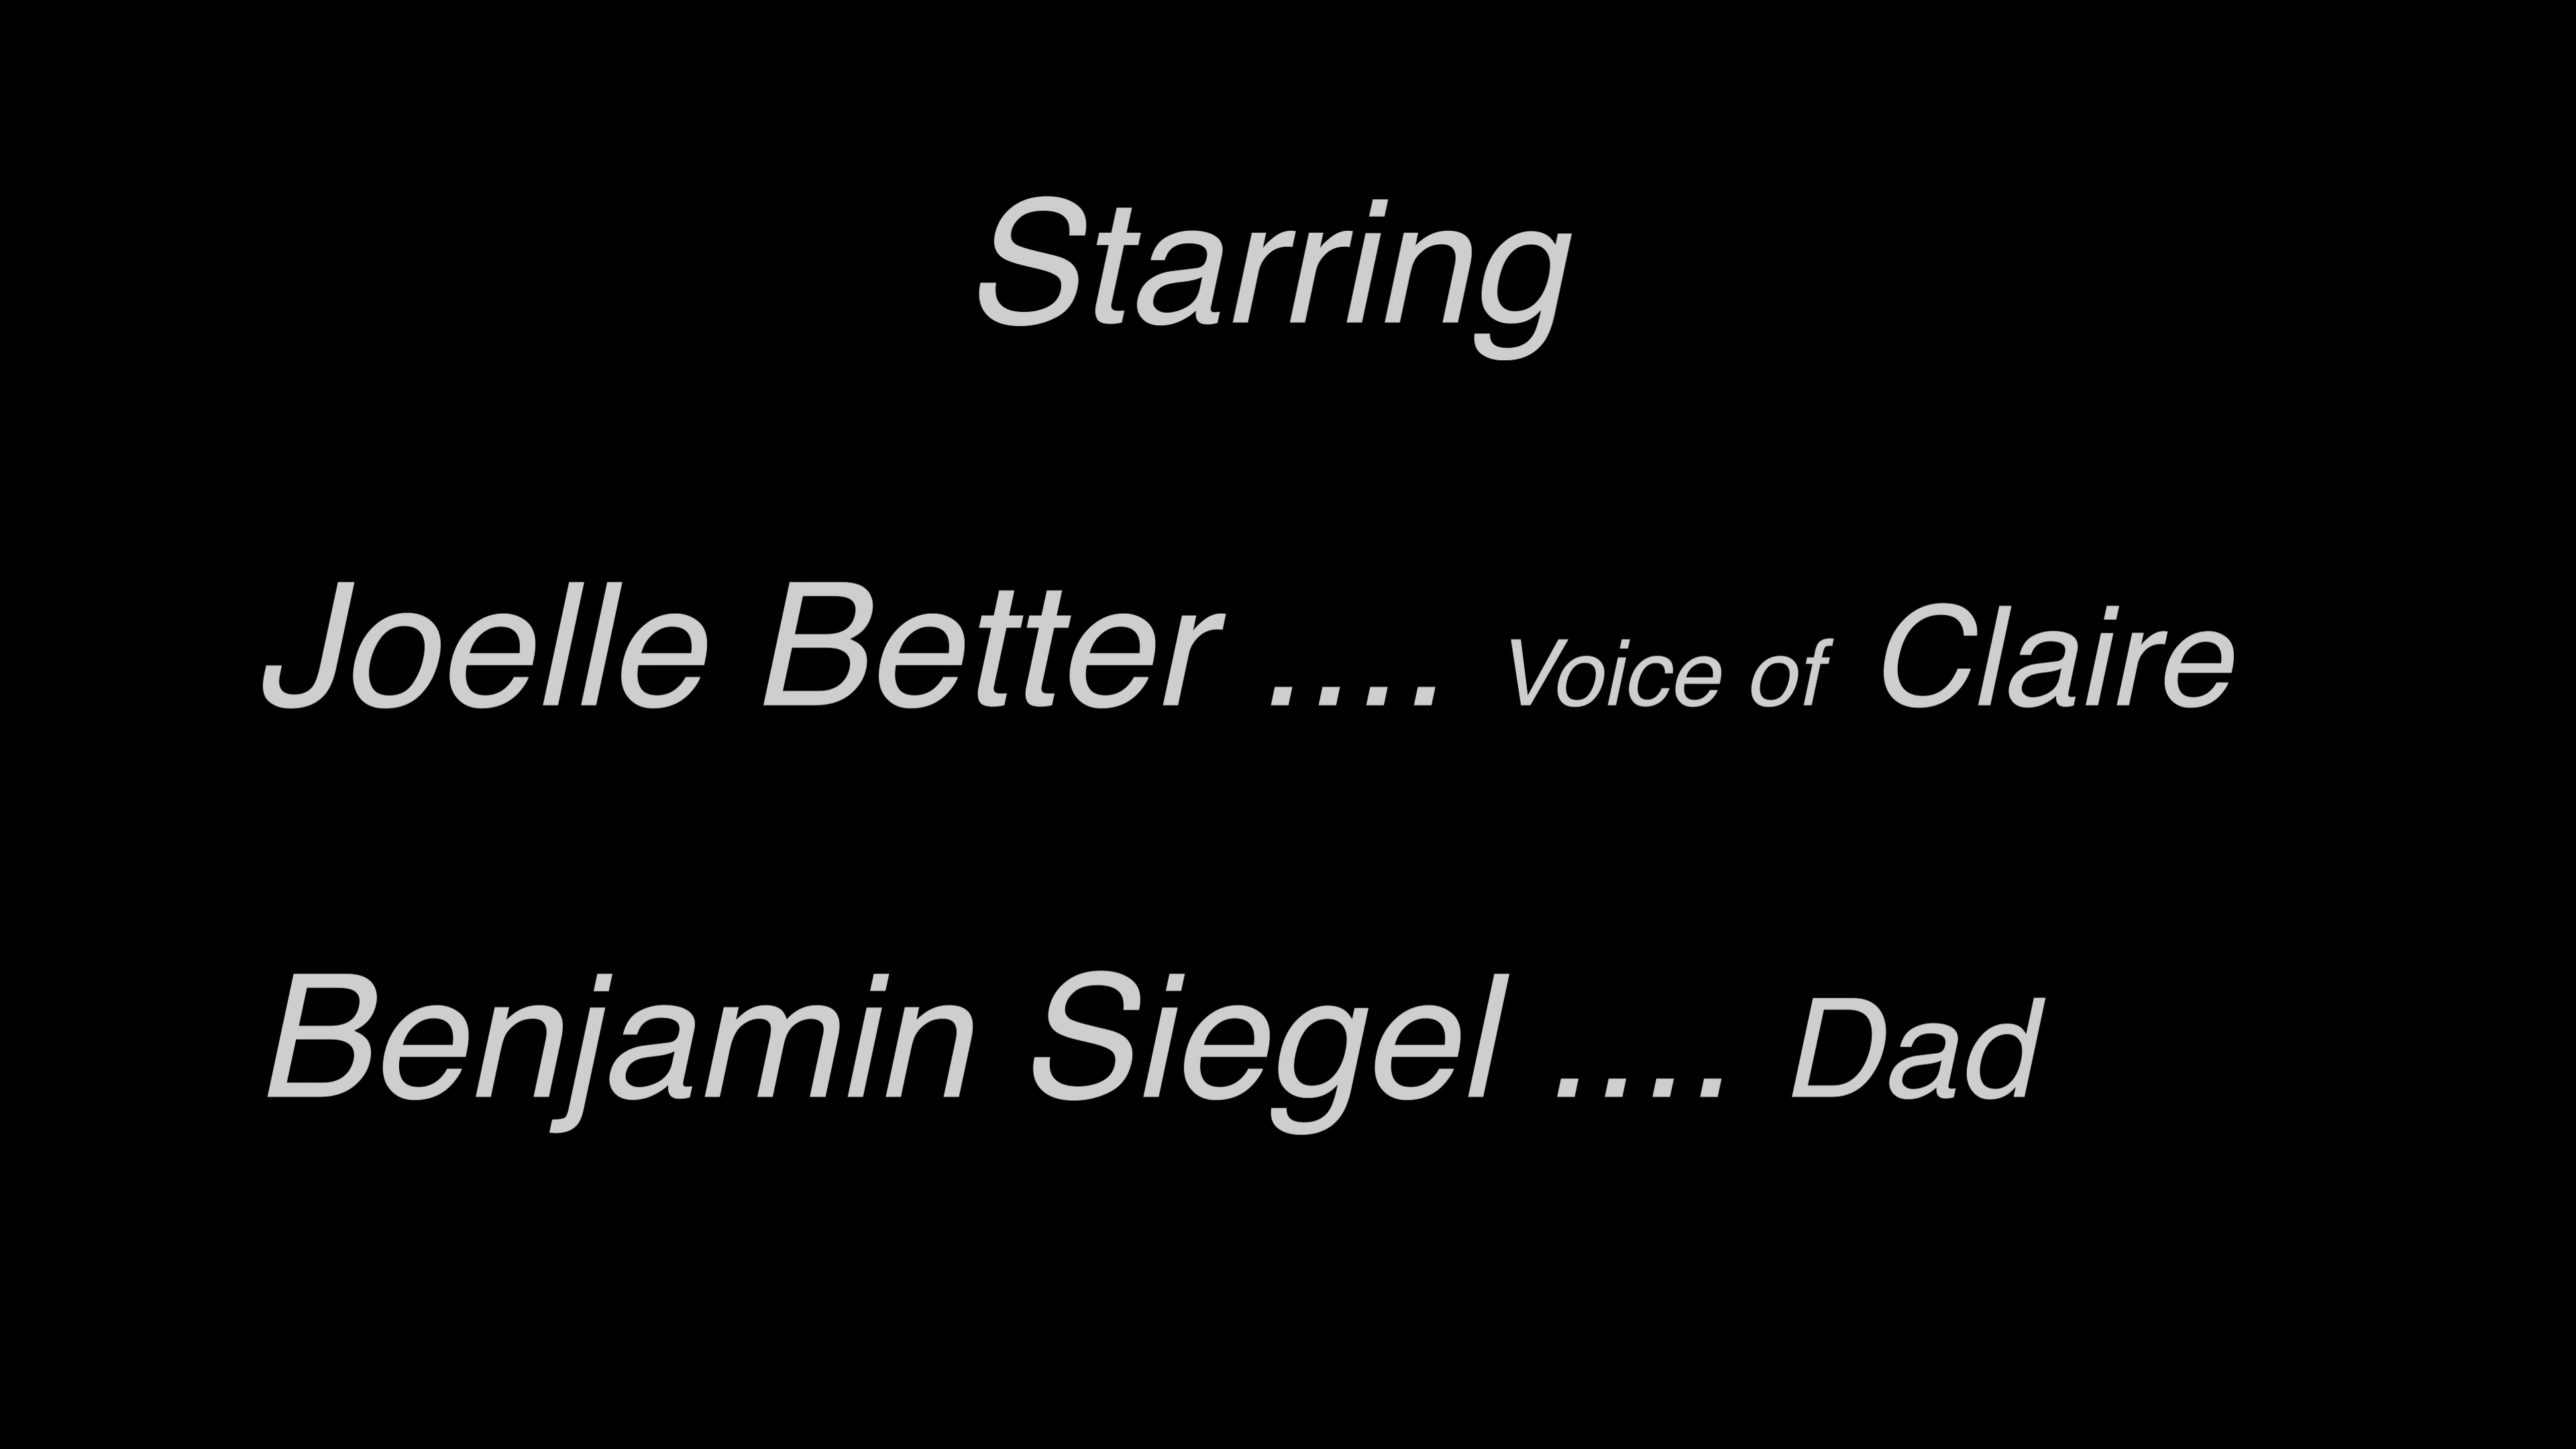 Starring
Joelle Better .... Voice of Claire
Benjamin Siegel .... Dad